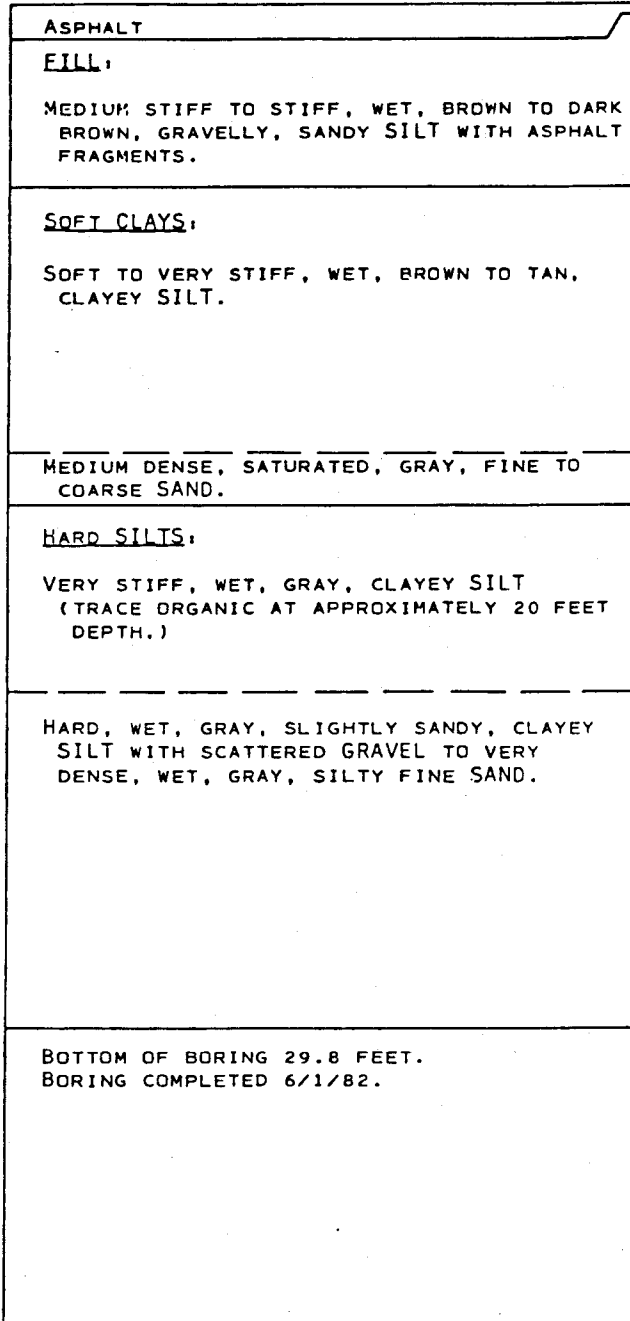 ASPHALT
FILL:
MEDIUM STIFF TO STIFF, WET, BROWN TO DARK
BROWN, GRAVELLY, SANDY SILT WITH ASPHALT
FRAGMENTS.
SOFT CLAYS:
SOFT TO VERY STIFF, WET, BROWN TO TAN,
CLAYEY SILT.
MEDIUM DENSE, SATURATED, GRAY, FINE TO
COARSE SAND.
HARD SILTS:
VERY STIFF, WET, GRAY, CLAYEY SILT
(TRACE ORGANIC AT APPROXIMATELY 20 FEET
DEPTH.)
HARD, WET, GRAY, SLIGHTLY SANDY, CLAYEY
SILT WITH SCATTERED GRAVEL TO VERY
DENSE, WET, GRAY, SILTY FINE SAND.
BOTTOM OF BORING 29.8 FEET.
BORING COMPLETED 6/1/82.